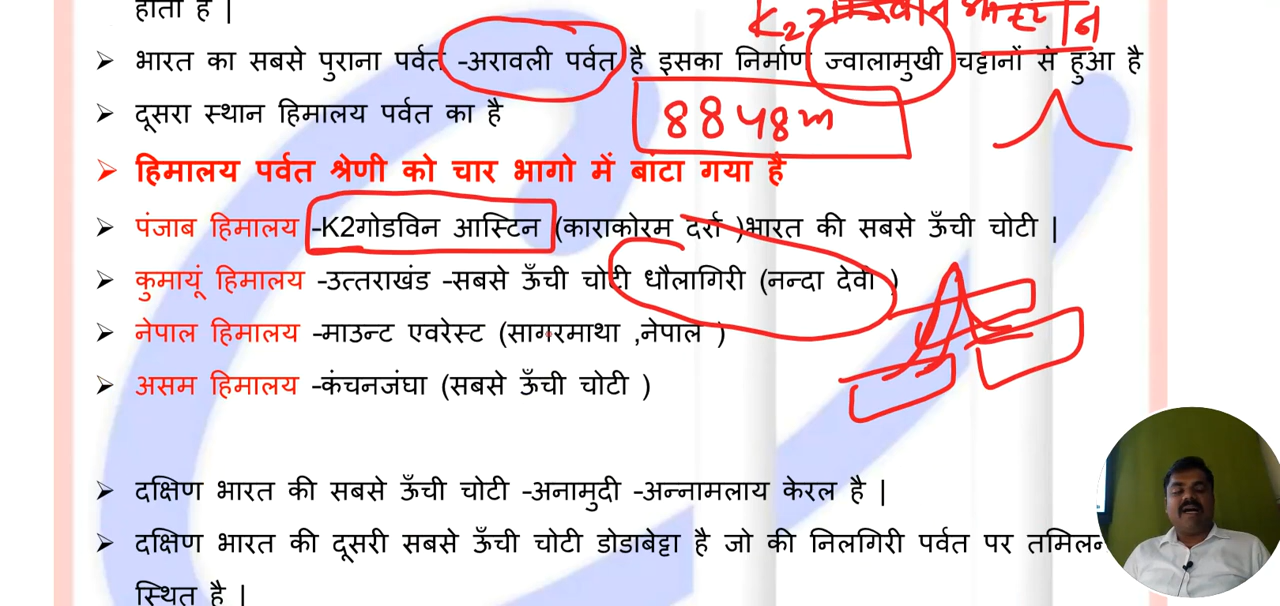 होता है |
K2 गोडविन आस्टिन
➢ भारत का सबसे पुराना पर्वत -अरावली पर्वत है इसका निर्माण ज्वालामुखी चट्टानों से हुआ है
➢ दूसरा स्थान हिमालय पर्वत का है
8848m
➢ हिमालय पर्वत श्रेणी को चार भागो में बांटा गया है
➢ पंजाब हिमालय -K2गोडविन आस्टिन (काराकोरम दर्रा )भारत की सबसे ऊँची चोटी |
➢ कुमायूं हिमालय -उत्तराखंड -सबसे ऊँची चोटी धौलागिरी (नन्दा देवी )
➢ नेपाल हिमालय -माउन्ट एवरेस्ट (सागरमाथा ,नेपाल )
➢ असम हिमालय -कंचनजंघा (सबसे ऊँची चोटी )
➢ दक्षिण भारत की सबसे ऊँची चोटी -अनामुदी -अन्नामलाय केरल है |
➢ दक्षिण भारत की दूसरी सबसे ऊँची चोटी डोडाबेट्टा है जो की निलगिरी पर्वत पर तमिलन
स्थित है |